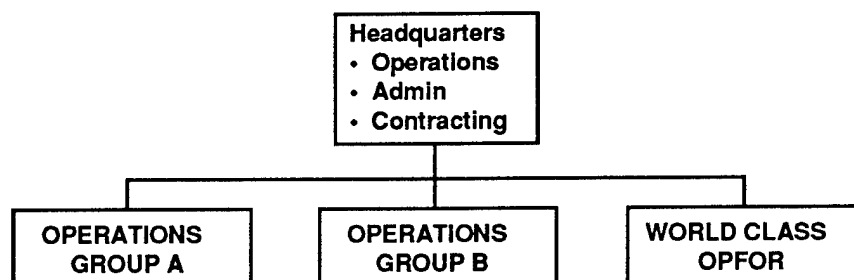 Headquarters
• Operations
• Admin
• Contracting
OPERATIONS
GROUP A
OPERATIONS
GROUP B
WORLD CLASS
OPFOR